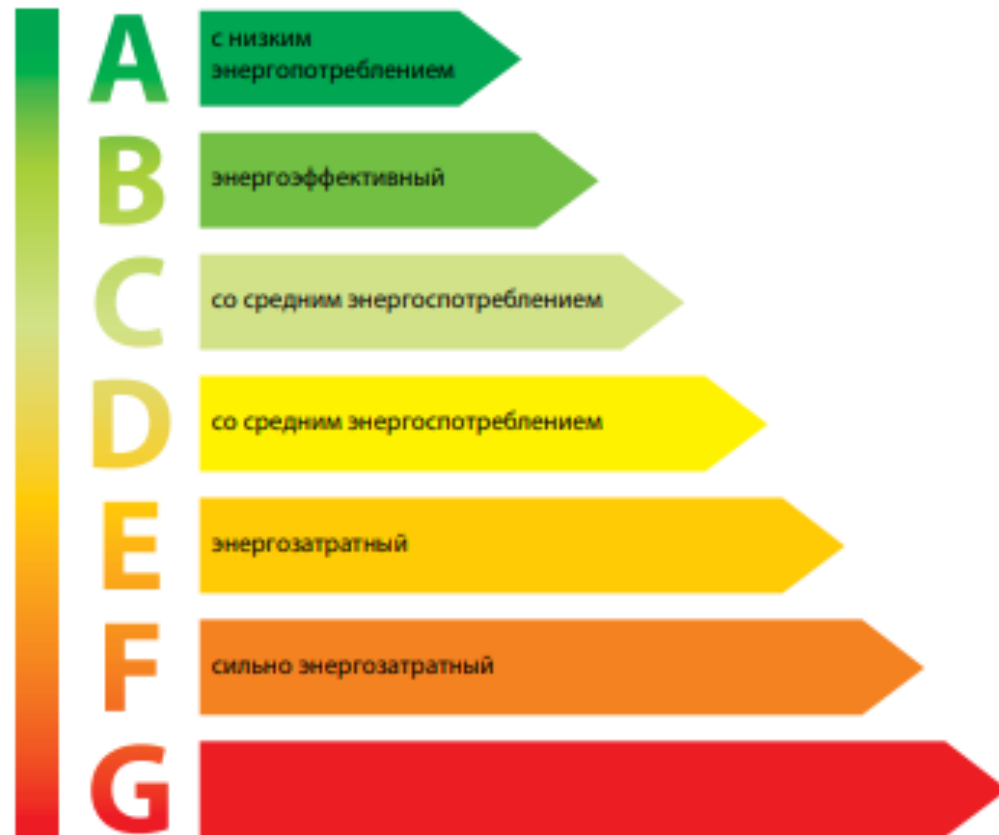 A
с низким
энергопотреблением
B
энергоэффективный
C
со средним энергоспотреблением
D
со средним энергоспотреблением
E
энергозатратный
F
сильно энергозатратный
G